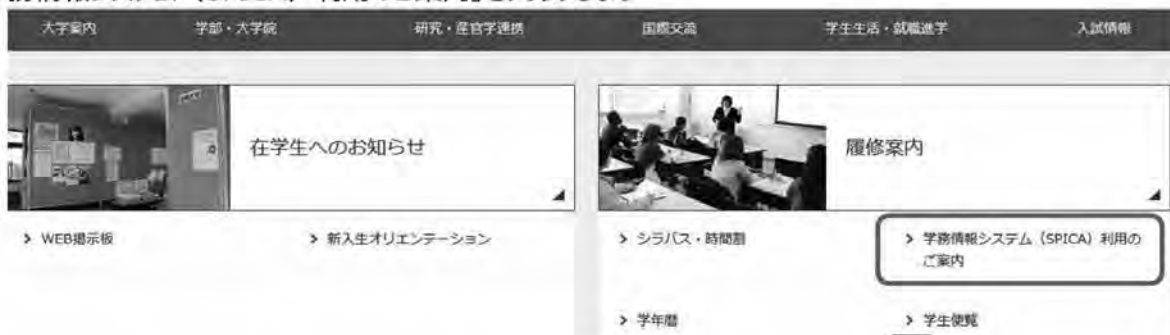 大学案内 学部・大学院 研究・産官学連携 国際交流 学生生活・就職進学 入試情報
在学生へのお知らせ
履修案内
WEB掲示板
新入生オリエンテーション
シラバス・時間割
学務情報システム（SPICA）利用の
ご案内
学年暦
学生便覧